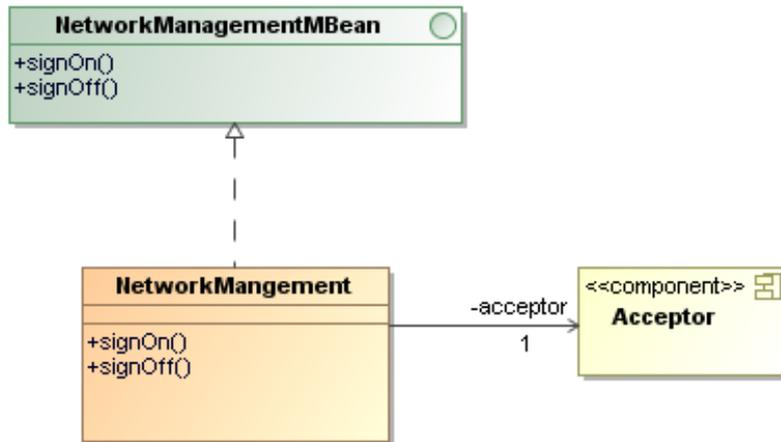 NetworkManagementMBean
+signOn()
+signOff()
NetworkMangement
+signOn()
+signOff()
-acceptor
1
<<component>>
Acceptor